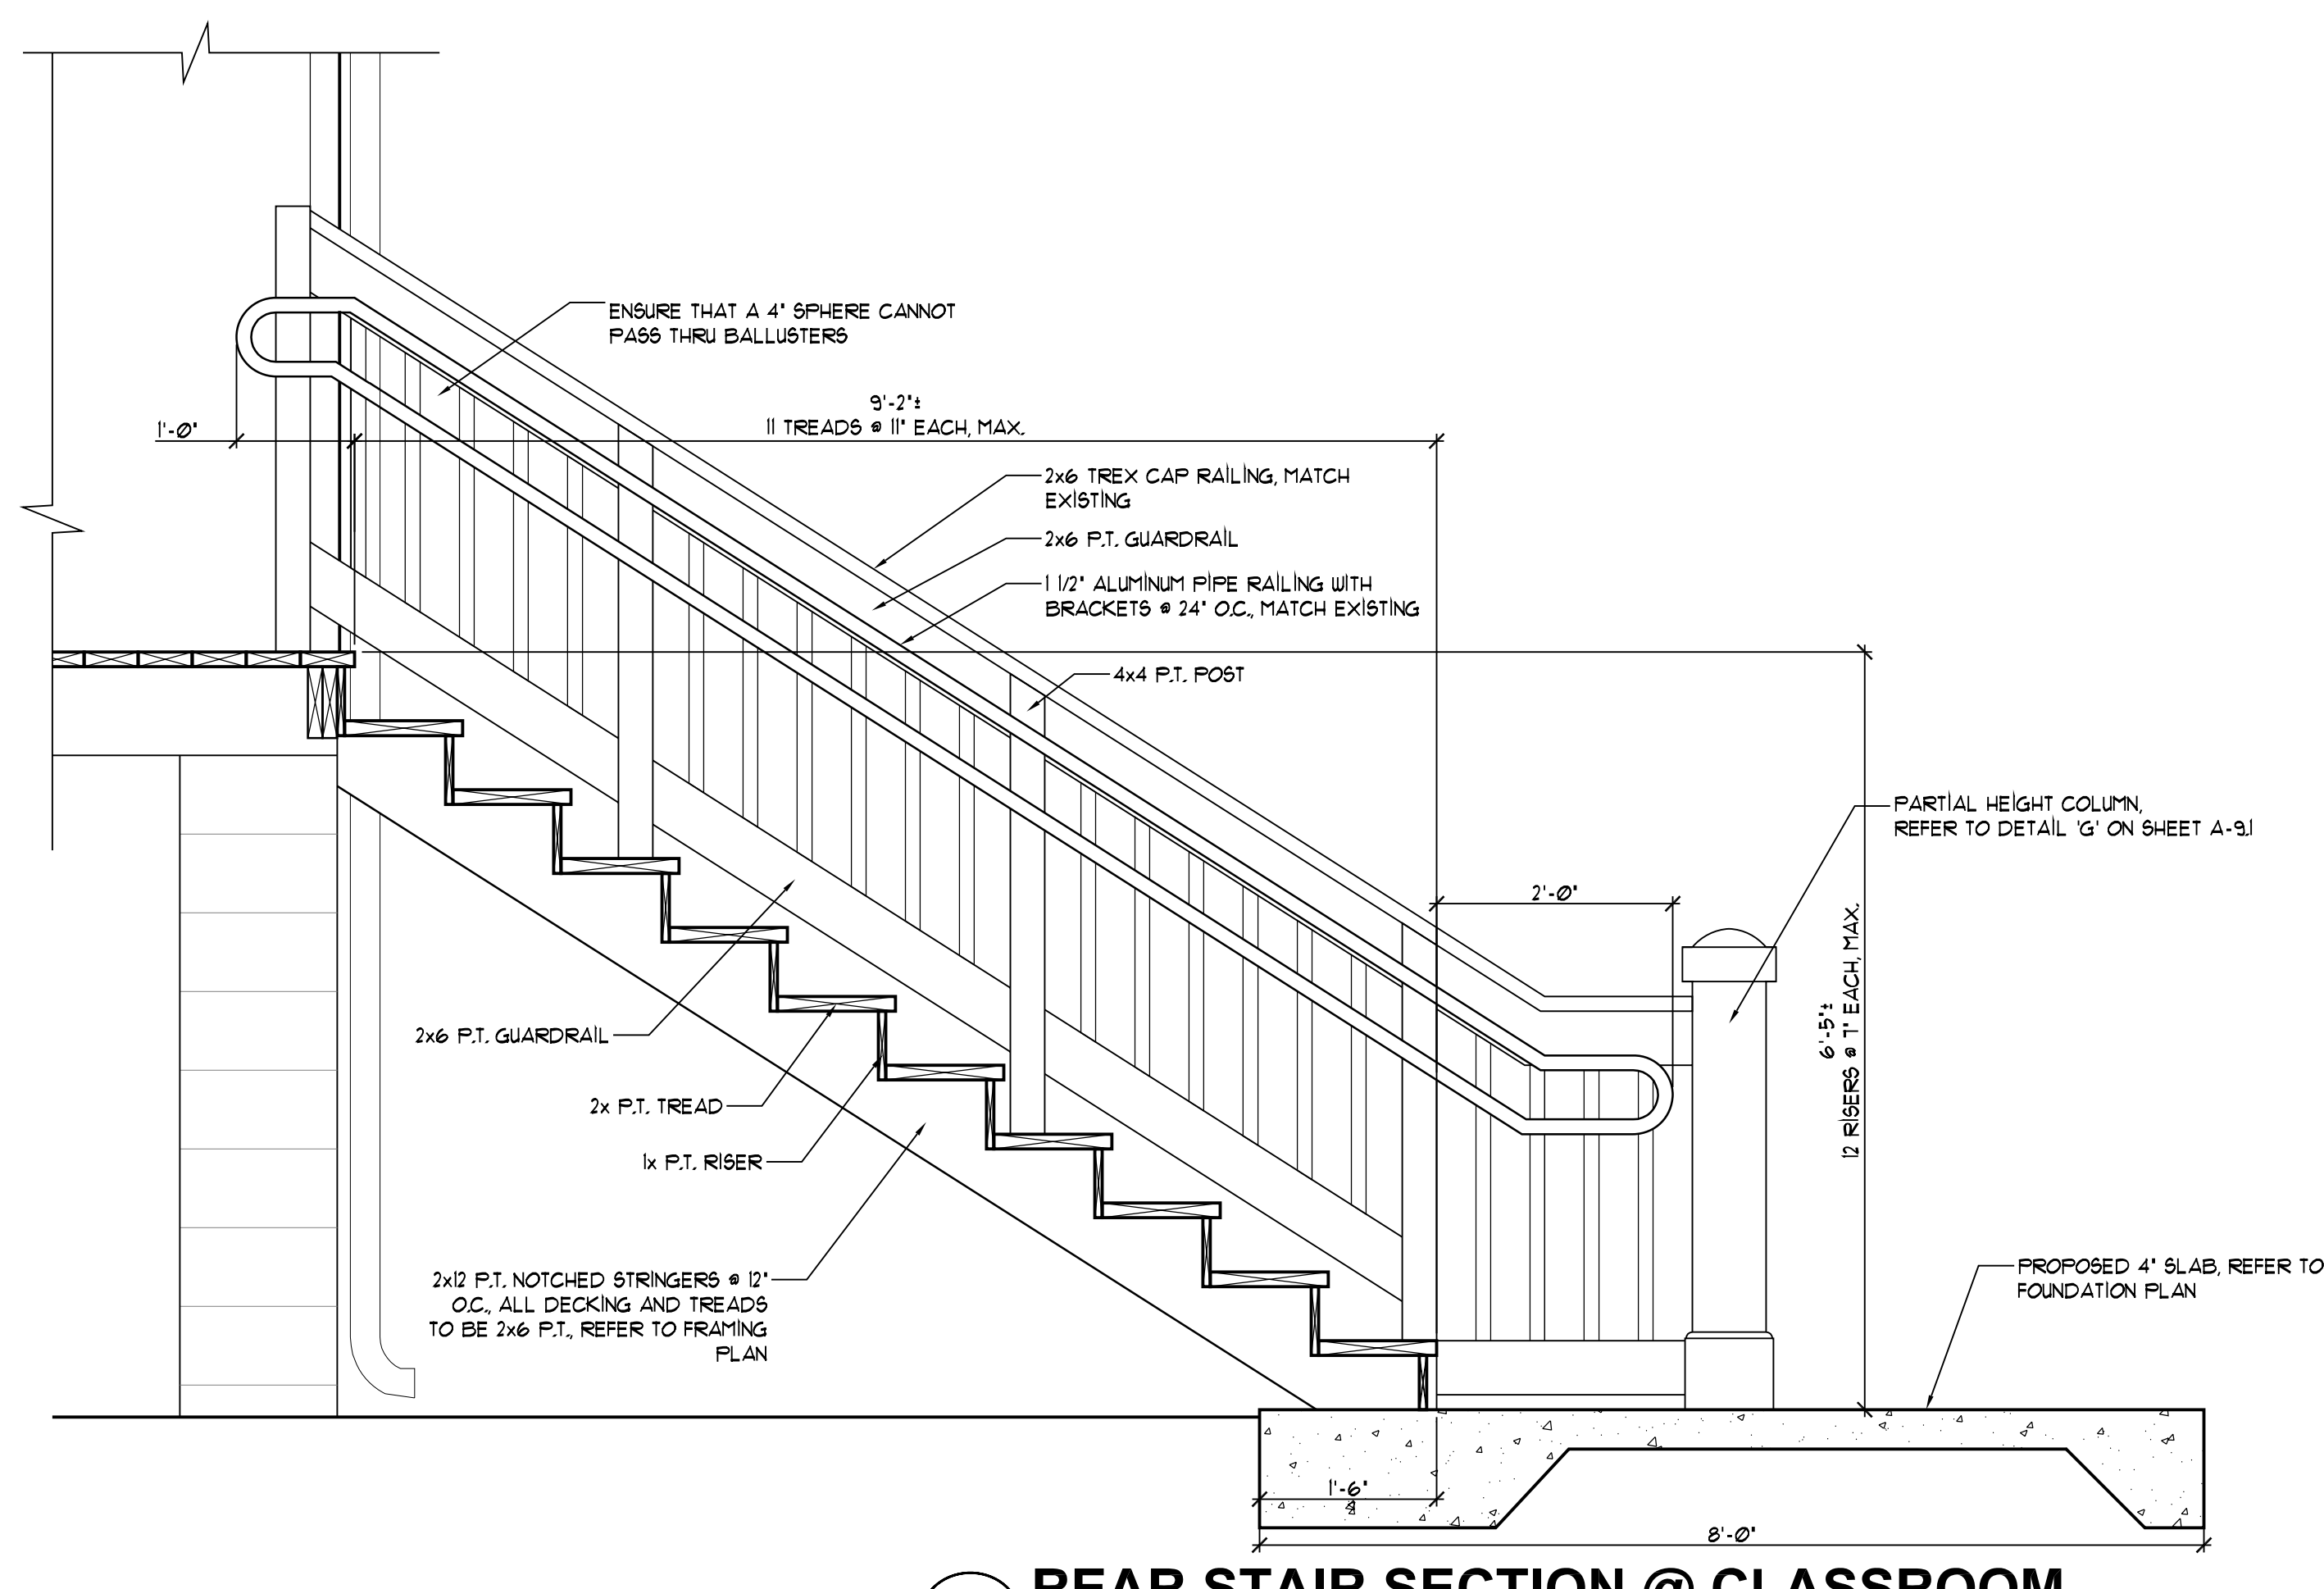 ENSURE THAT A 4" SPHERE CANNOT
PASS THRU BALLUSTERS
1'-0"
9'-2"±
11 TREADS @ 11" EACH, MAX.
2x6 TREX CAP RAILING, MATCH
EXISTING
2x6 P.T. GUARDRAIL
1 1/2" ALUMINUM PIPE RAILING WITH
BRACKETS @ 24" O.C., MATCH EXISTING
4x4 P.T. POST
PARTIAL HEIGHT COLUMN,
REFER TO DETAIL 'G' ON SHEET A-9.1
2'-0"
6'-5"±
12 RISERS @ 7" EACH, MAX.
2x6 P.T. GUARDRAIL
2x P.T. TREAD
1x P.T. RISER
2x12 P.T. NOTCHED STRINGERS @ 12"
O.C., ALL DECKING AND TREADS
TO BE 2x6 P.T., REFER TO FRAMING
PLAN
PROPOSED 4" SLAB, REFER TO
FOUNDATION PLAN
1'-6"
8'-0"
REAR STAIR SECTION @ CLASSROOM